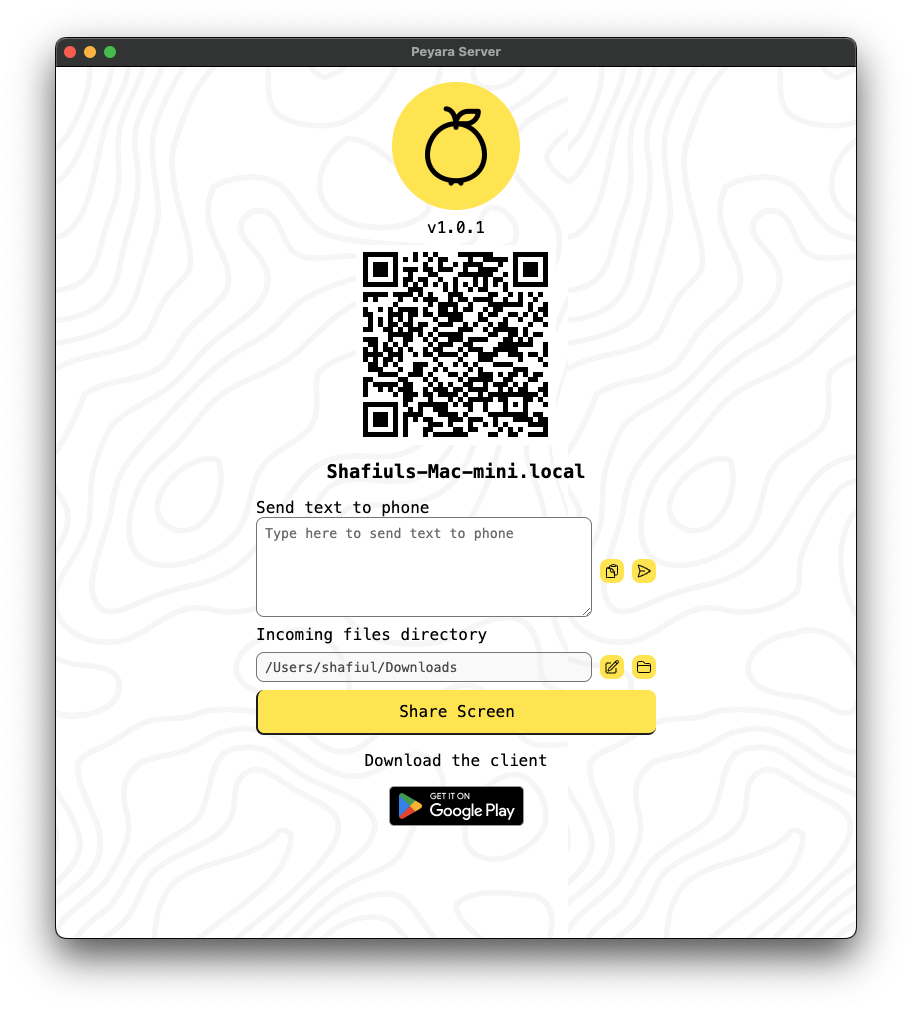 Peyara Server
v1.0.1
Shafiuls-Mac-mini.local
Send text to phone
Type here to send text to phone
Incoming files directory
/Users/shafiul/Downloads
Share Screen
Download the client
GET IT ON
Google Play